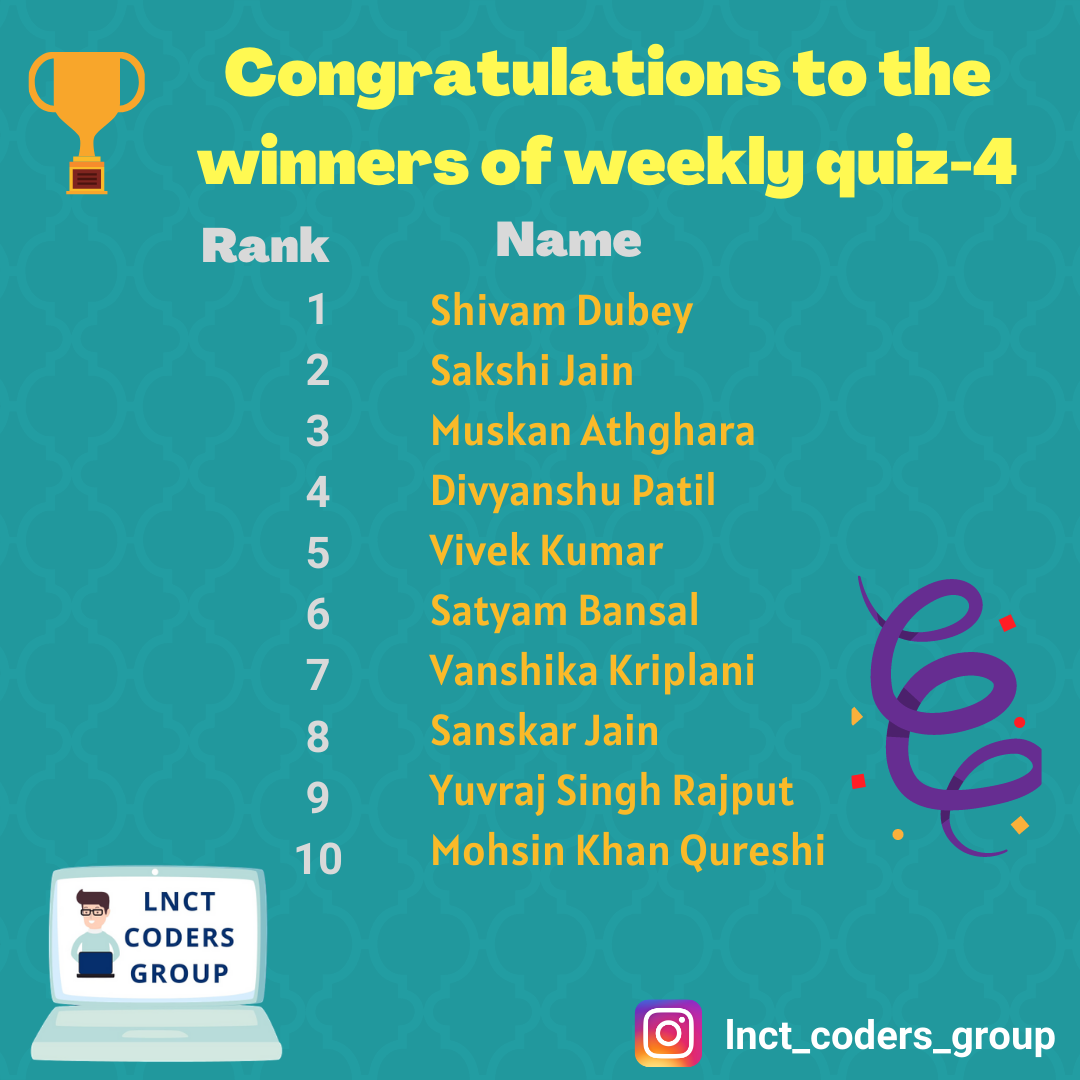 Congratulations to the
winners of weekly quiz-4
Rank Name
1 Shivam Dubey
2 Sakshi Jain
3 Muskan Athghara
4 Divyanshu Patil
5 Vivek Kumar
6 Satyam Bansal
7 Vanshika Kriplani
8 Sanskar Jain
9 Yuvraj Singh Rajput
10 Mohsin Khan Qureshi
LNCT
CODERS
GROUP
lnct_coders_group